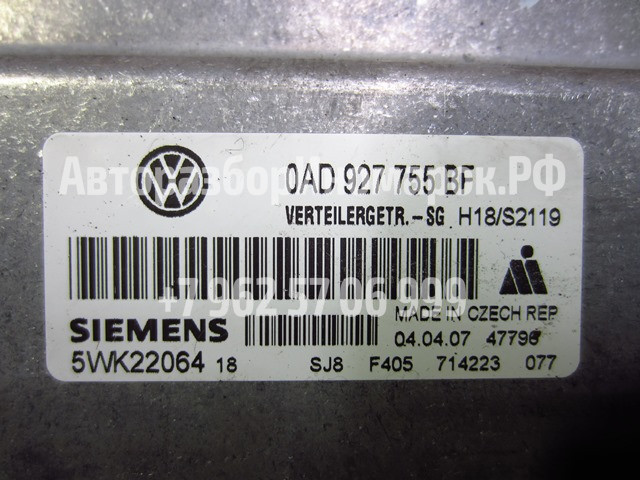 АвторазборКемерк.РФ
0AD 927 755 BF
VERTEILERGETR.-SG H18/S2119
+7 962 57 06 999
MADE IN CZECH REP
SIEMENS
04.04.07 47796
5WK22064 18 SJ8 F405 714223 077